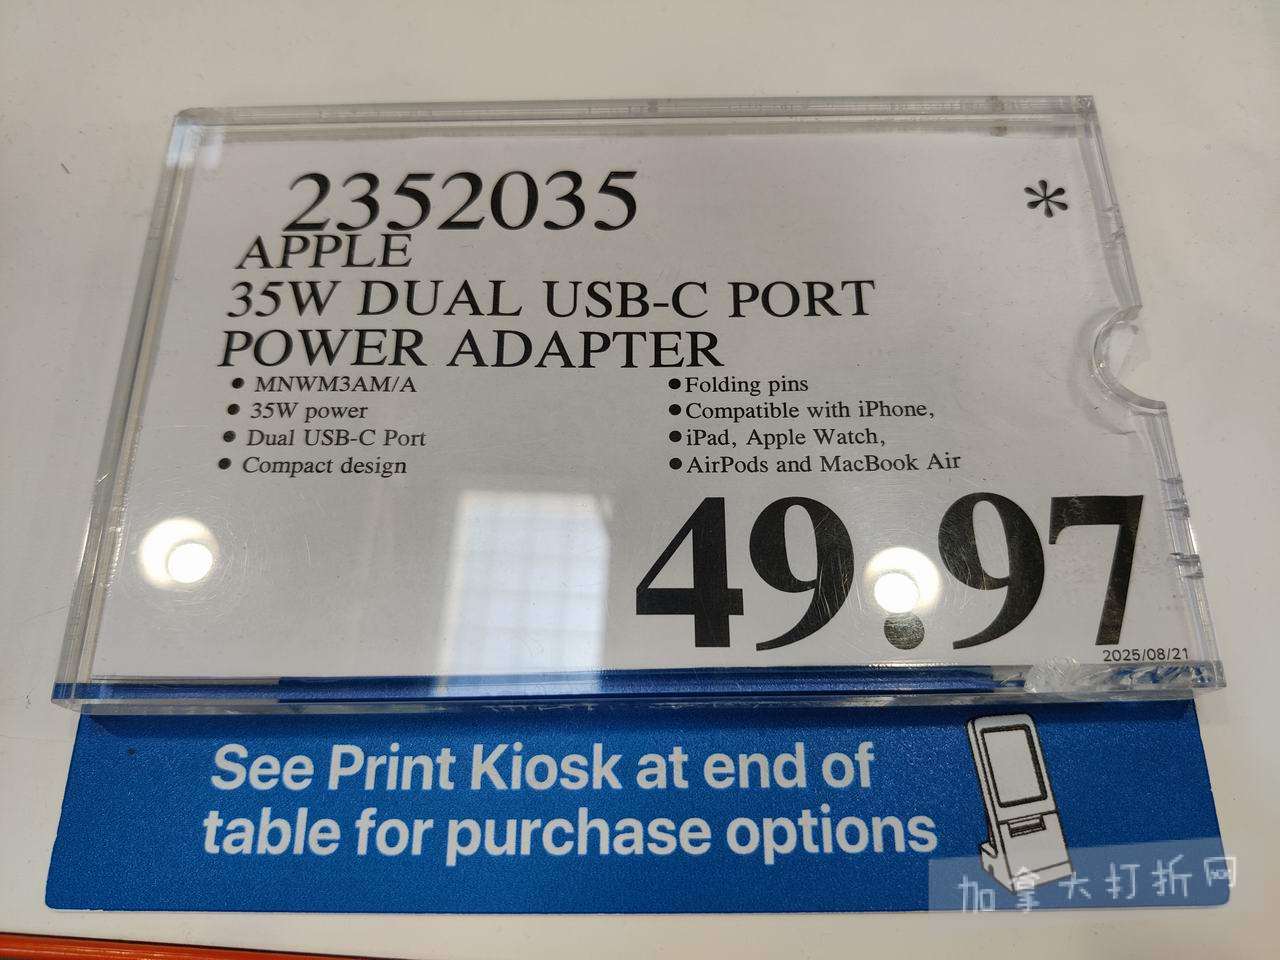 2352035
*
APPLE
35W DUAL USB-C PORT
POWER ADAPTER
• MNWM3AM/A
• 35W power
• Dual USB-C Port
• Compact design
• Folding pins
• Compatible with iPhone,
• iPad, Apple Watch,
• AirPods and MacBook Air
49.97
2025/08/21
See Print Kiosk at end of
table for purchase options
加拿大打折网